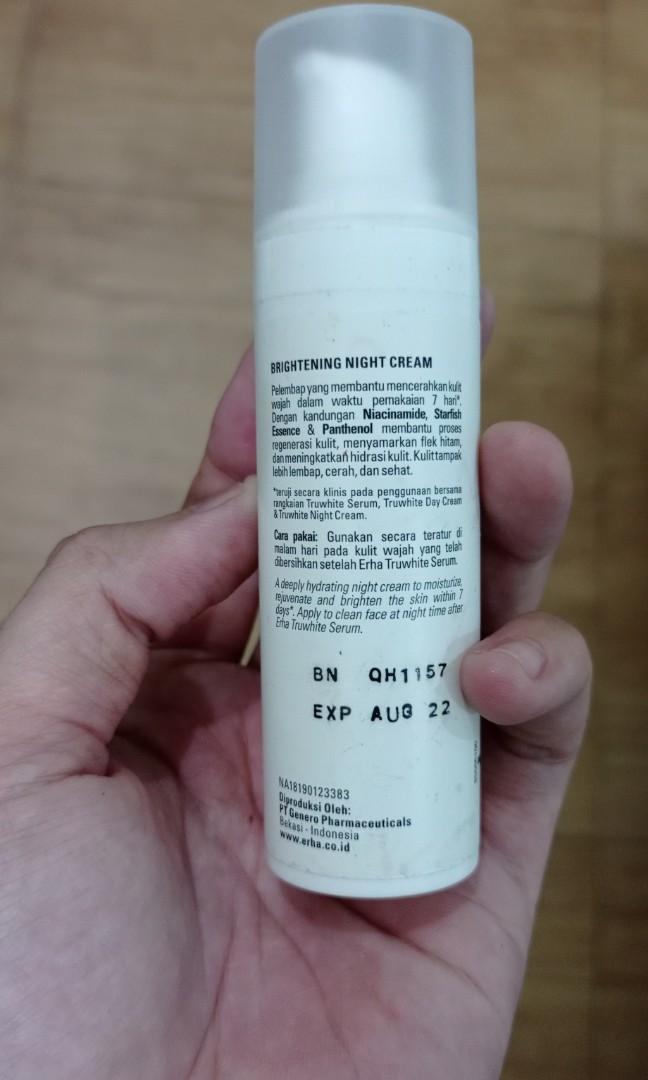 BRIGHTENING NIGHT CREAM
Pelembap yang membantu mencerahkan kulit
wajah dalam waktu pemakaian 7 hari*.
Dengan kandungan Niacinamide, Starfish
Essence & Panthenol membantu proses
regenerasi kulit, menyamarkan flek hitam,
dan meningkatkan hidrasi kulit. Kulit tampak
lebih lembap, cerah, dan sehat.
*teruji secara klinis pada penggunaan bersama
rangkaian Truwhite Serum, Truwhite Day Cream
& Truwhite Night Cream.
Cara pakai: Gunakan secara teratur di
malam hari pada kulit wajah yang telah
dibersihkan setelah Erha Truwhite Serum.
A deeply hydrating night cream to moisturize,
rejuvenate and brighten the skin within 7
days*. Apply to clean face at night time after
Erha Truwhite Serum.
BN QH1157
EXP AUG 22
NA18190123383
Diproduksi Oleh:
PT Genero Pharmaceuticals
Bekasi - Indonesia
www.erha.co.id